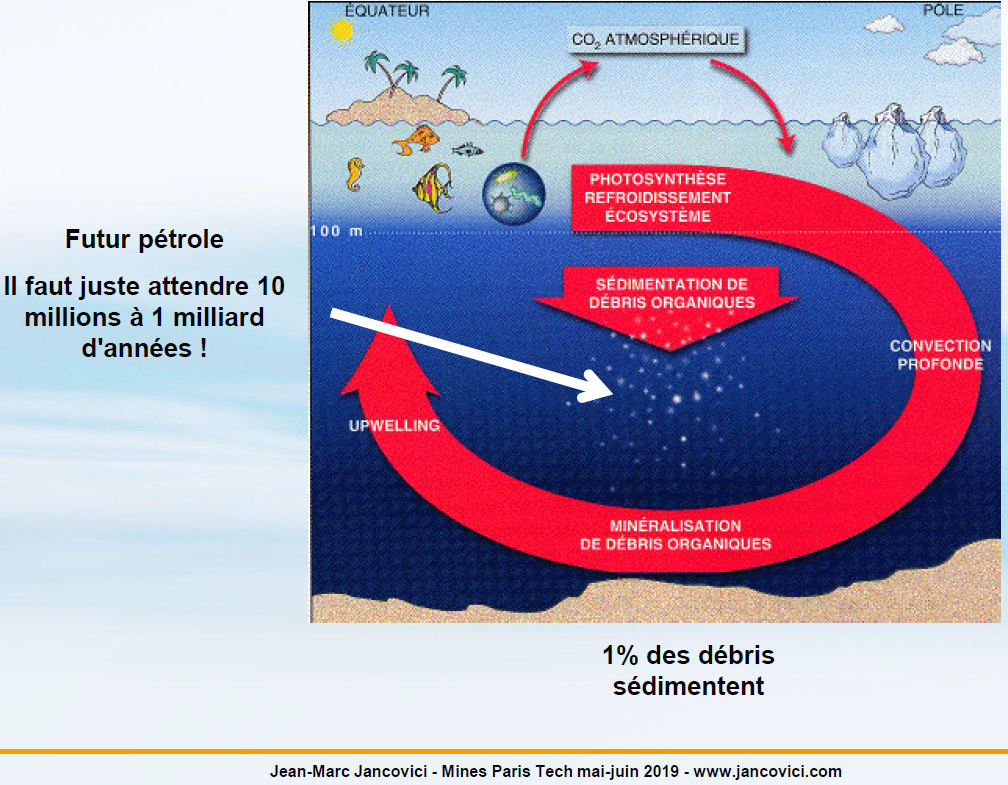 ÉQUATEUR
PÔLE
CO₂ ATMOSPHÉRIQUE
PHOTOSYNTHÈSE
REFROIDISSEMENT
ÉCOSYSTÈME
100 m
Futur pétrole
Il faut juste attendre 10
millions à 1 milliard
d'années !
SÉDIMENTATION DE
DÉBRIS ORGANIQUES
CONVECTION
PROFONDE
UPWELLING
MINÉRALISATION
DE DÉBRIS ORGANIQUES
1% des débris
sédimentent
Jean-Marc Jancovici - Mines Paris Tech mai-juin 2019 - www.jancovici.com